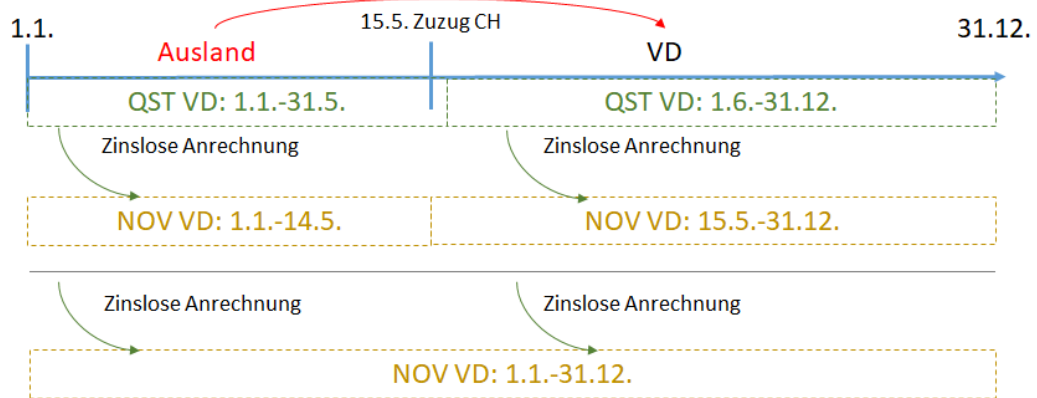 1.1.
15.5. Zuzug CH
31.12.
Ausland
VD
QST VD: 1.1.-31.5.
QST VD: 1.6.-31.12.
Zinslose Anrechnung
Zinslose Anrechnung
NOV VD: 1.1.-14.5.
NOV VD: 15.5.-31.12.
Zinslose Anrechnung
Zinslose Anrechnung
NOV VD: 1.1.-31.12.